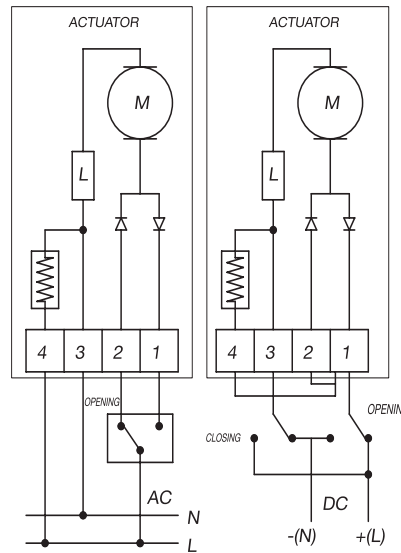 ACTUATOR
M
L
4 3 2 1
OPENING
AC
N
L
ACTUATOR
M
L
4 3 2 1
OPENIN
CLOSING
DC
-(N) +(L)